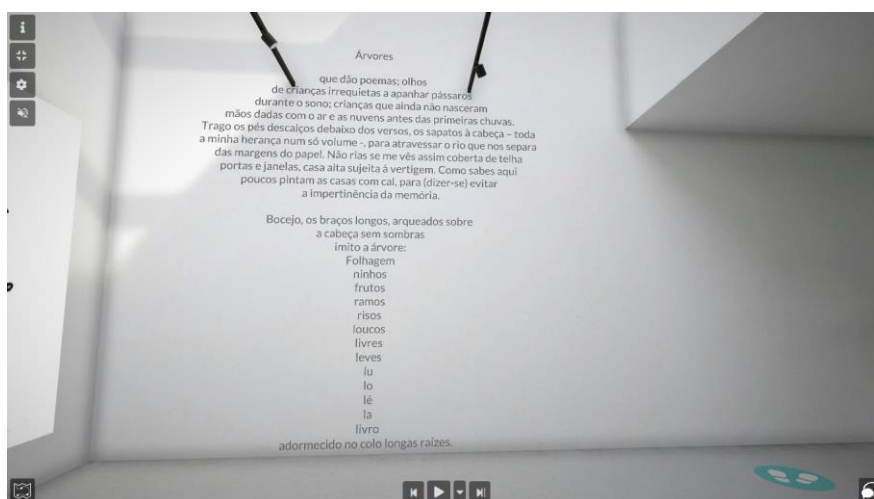 Árvores
que dão poemas; olhos
de crianças irrequietas a apanhar pássaros
durante o sono; crianças que ainda não nasceram
mãos dadas com o ar e as nuvens antes das primeiras chuvas.
Trago os pés descalços debaixo dos versos, os sapatos à cabeça – toda
a minha herança num só volume -, para atravessar o rio que nos separa
das margens do papel. Não rias se me vês assim coberta de telha
portas e janelas, casa alta sujeita à vertigem. Como sabes aqui
poucos pintam as casas com cal, para (dizer-se) evitar
a impertinência da memória.
Bocejo, os braços longos, arqueados sobre
a cabeça sem sombras
imito a árvore:
Folhagem
ninhos
frutos
ramos
risos
loucos
livres
leves
lu
lo
lé
la
livro
adormecido no colo longas raízes.